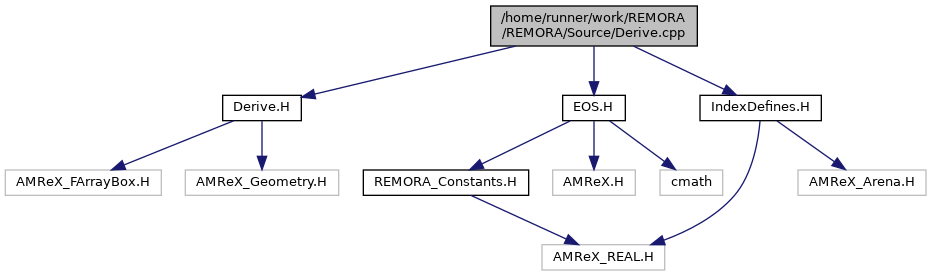 /home/runner/work/REMORA
/REMORA/Source/Derive.cpp
Derive.H
EOS.H
IndexDefines.H
AMReX_FArrayBox.H
AMReX_Geometry.H
REMORA_Constants.H
AMReX.H
cmath
AMReX_Arena.H
AMReX_REAL.H